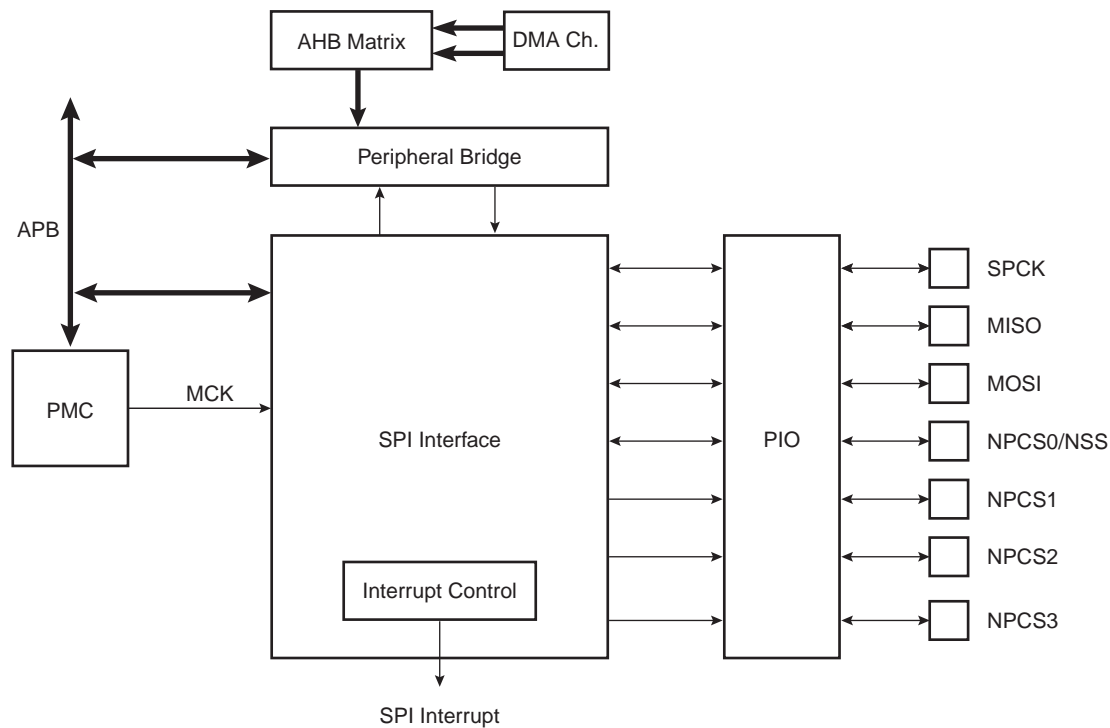 AHB Matrix
DMA Ch.
Peripheral Bridge
APB
SPCK
MISO
PMC
MCK
MOSI
SPI Interface
PIO
NPCS0/NSS
NPCS1
NPCS2
Interrupt Control
NPCS3
SPI Interrupt